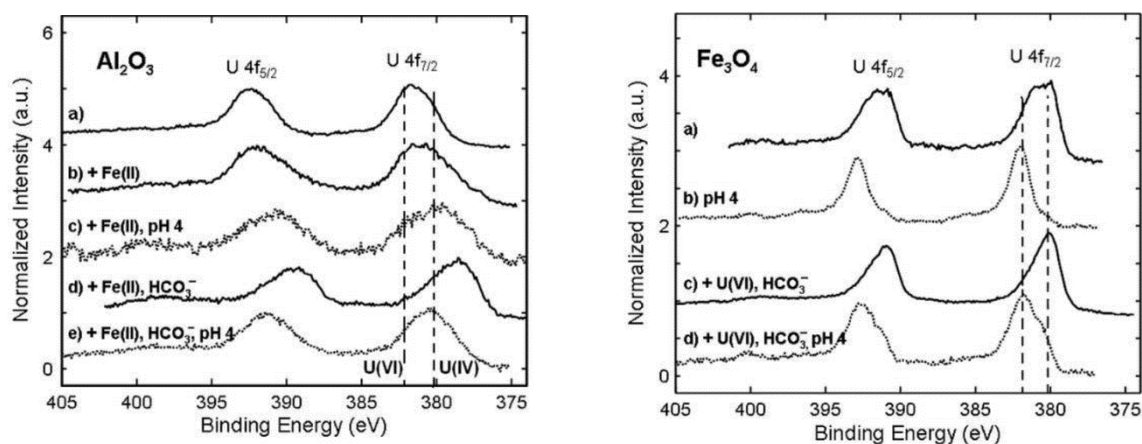 Normalized Intensity (a.u.)
6
4
2
0
Al₂O₃
U 4f₅/₂
U 4f₇/₂
a)
b) + Fe(II)
c) + Fe(II), pH 4
d) + Fe(II), HCO₃⁻
e) + Fe(II), HCO₃⁻, pH 4
U(VI)
U(IV)
405 400 395 390 385 380 375
Binding Energy (eV)
Normalized Intensity (a.u.)
4
2
0
Fe₃O₄
U 4f₅/₂
U 4f₇/₂
a)
b) pH 4
c) + U(VI), HCO₃⁻
d) + U(VI), HCO₃⁻, pH 4
405 400 395 390 385 380 375
Binding Energy (eV)